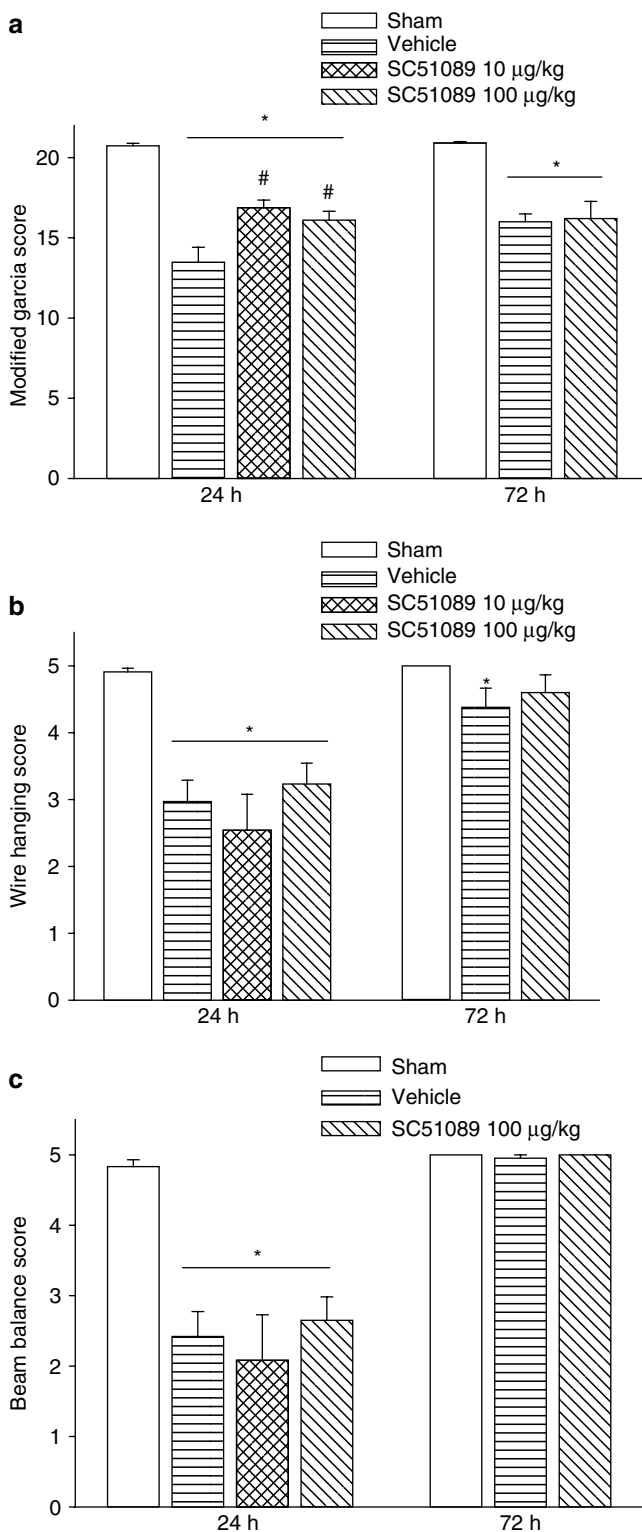 a
Sham
Vehicle
SC51089 10 μg/kg
SC51089 100 μg/kg
Modified garcia score
20
15
10
5
0
*
#
#
*
24 h
72 h
b
Sham
Vehicle
SC51089 10 μg/kg
SC51089 100 μg/kg
Wire hanging score
5
4
3
2
1
0
*
*
24 h
72 h
c
Sham
Vehicle
SC51089 100 μg/kg
Beam balance score
5
4
3
2
1
0
*
24 h
72 h